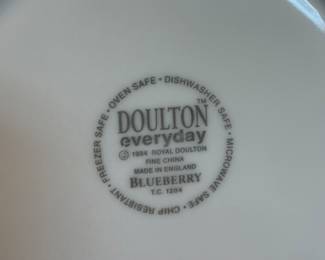 OVEN SAFE • DISHWASHER SAFE • MICROWAVE SAFE • CHIP RESISTANT • FREEZER SAFE •
DOULTON™
everyday
© 1994 ROYAL DOULTON
FINE CHINA
MADE IN ENGLAND
BLUEBERRY
T.C. 1204